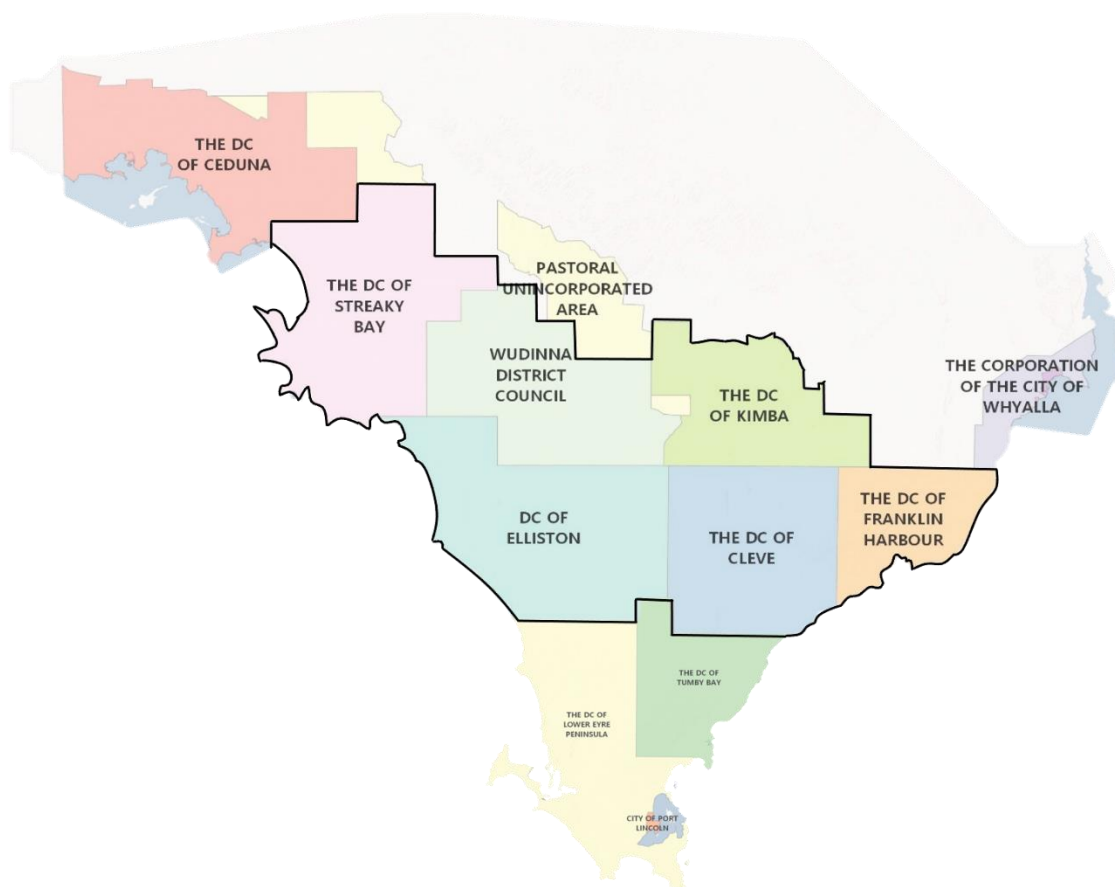 THE DC
OF CEDUNA
THE DC OF
STREAKY
BAY
PASTORAL
UNINCORPORATED
AREA
WUDINNA
DISTRICT
COUNCIL
THE DC
OF KIMBA
THE CORPORATION
OF THE CITY OF
WHYALLA
DC OF
ELLISTON
THE DC OF
CLEVE
THE DC OF
FRANKLIN
HARBOUR
THE DC OF
TUMBY BAY
THE DC OF
LOWER EYRE
PENINSULA
CITY OF PORT
LINCOLN